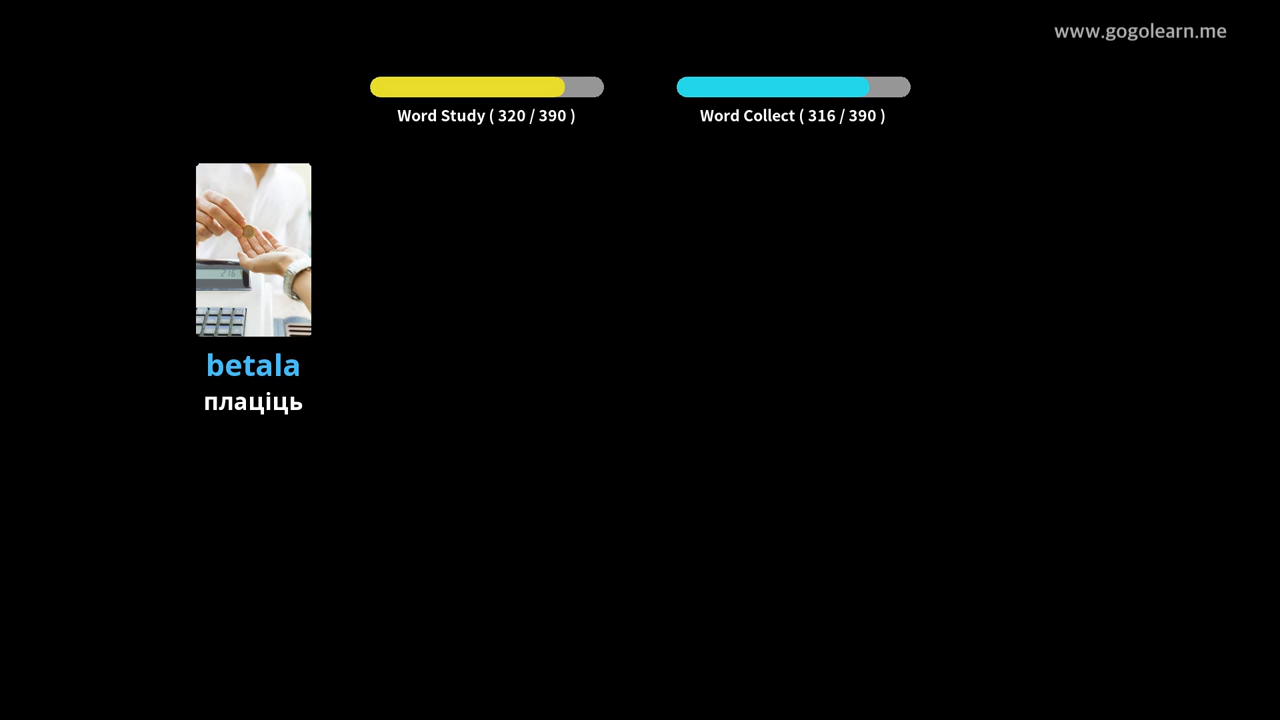 www.gogolearn.me
Word Study ( 320 / 390 )
Word Collect ( 316 / 390 )
betala
плаціць